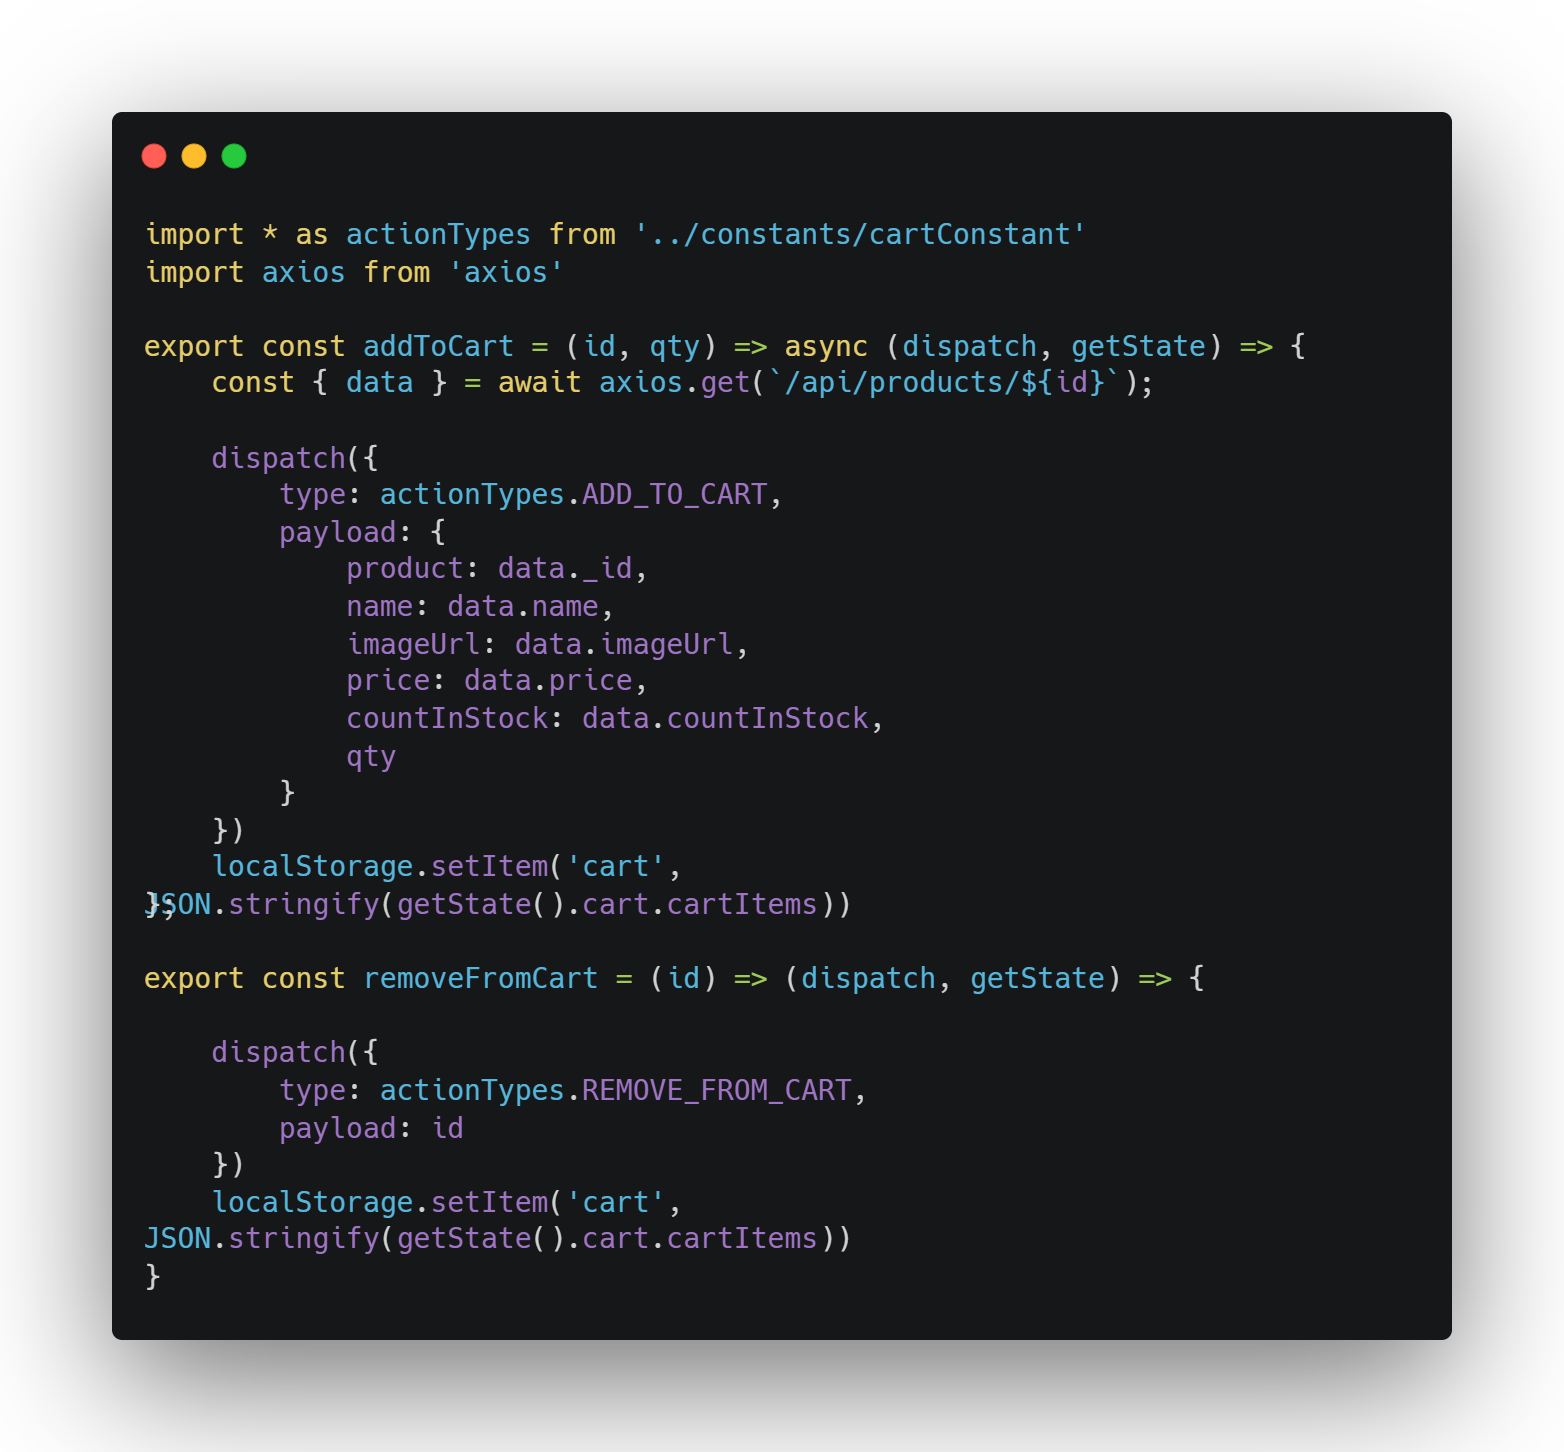 import * as actionTypes from '../constants/cartConstant'
import axios from 'axios'

export const addToCart = (id, qty) => async (dispatch, getState) => {
    const { data } = await axios.get(`/api/products/${id}`);

    dispatch({
        type: actionTypes.ADD_TO_CART,
        payload: {
            product: data._id,
            name: data.name,
            imageUrl: data.imageUrl,
            price: data.price,
            countInStock: data.countInStock,
            qty
        }
    })
    localStorage.setItem('cart',
JSON.stringify(getState().cart.cartItems))
};

export const removeFromCart = (id) => (dispatch, getState) => {

    dispatch({
        type: actionTypes.REMOVE_FROM_CART,
        payload: id
    })
    localStorage.setItem('cart',
JSON.stringify(getState().cart.cartItems))
}